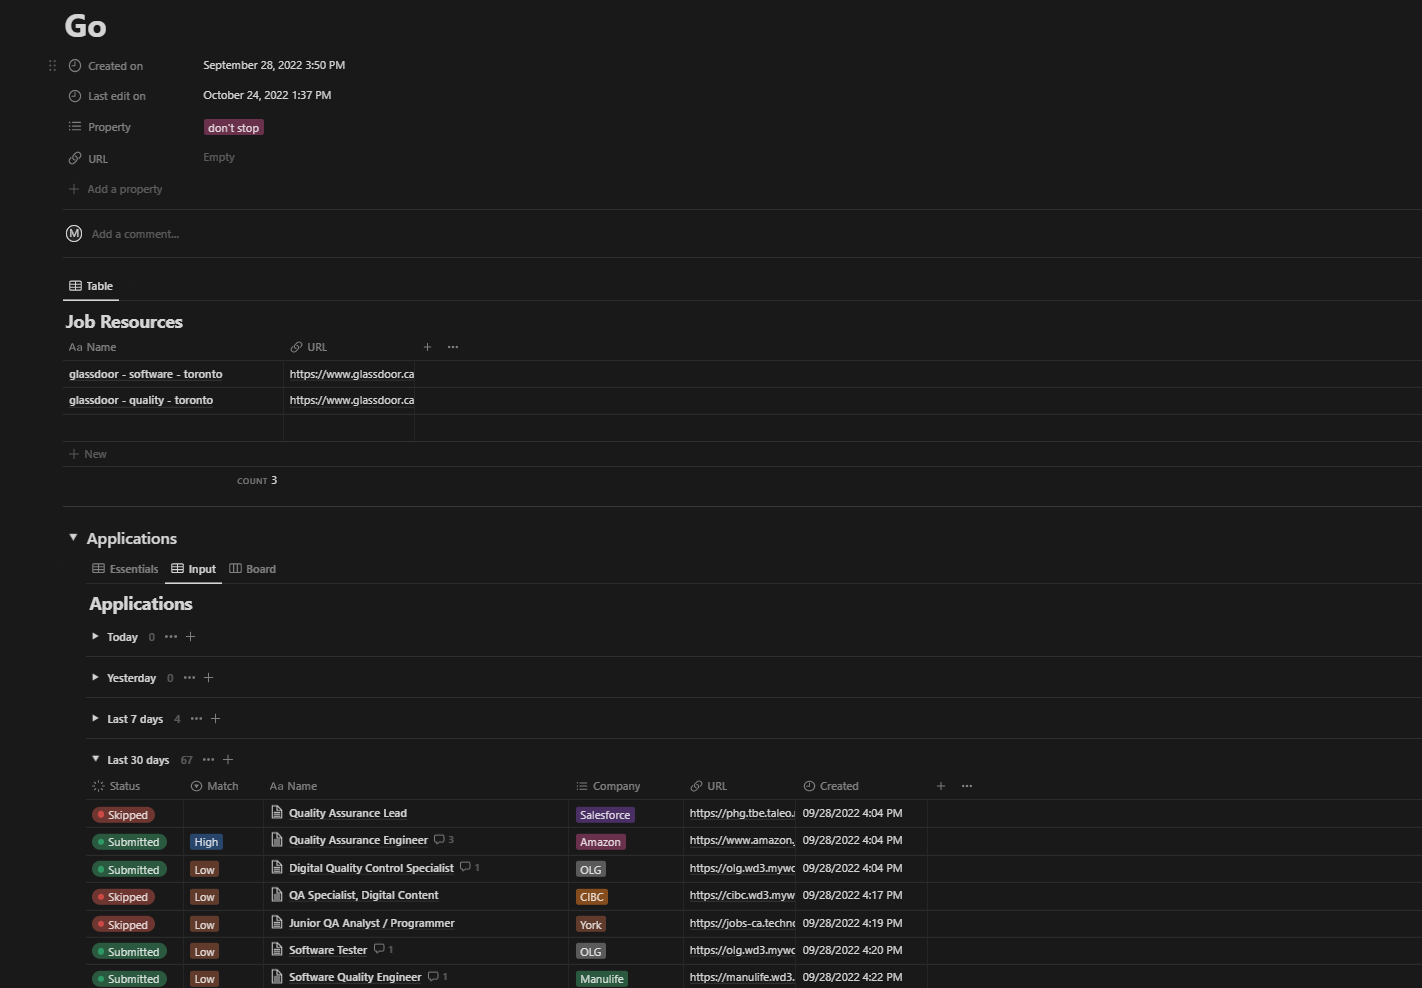 Go
Created on September 28, 2022 3:50 PM
Last edit on October 24, 2022 1:37 PM
Property don't stop
URL Empty
Add a property
M Add a comment...
Table
Job Resources
Aa Name URL
glassdoor - software - toronto https://www.glassdoor.ca
glassdoor - quality - toronto https://www.glassdoor.ca
New
COUNT 3
Applications
Essentials Input Board
Applications
Today 0
Yesterday 0
Last 7 days 4
Last 30 days 67
Status Match Aa Name Company URL Created
Skipped Quality Assurance Lead Salesforce https://phg.tbe.taleo. 09/28/2022 4:04 PM
Submitted High Quality Assurance Engineer 3 Amazon https://www.amazon. 09/28/2022 4:04 PM
Submitted Low Digital Quality Control Specialist 1 OLG https://olg.wd3.mywo 09/28/2022 4:04 PM
Skipped Low QA Specialist, Digital Content CIBC https://cibc.wd3.myw 09/28/2022 4:17 PM
Skipped Low Junior QA Analyst / Programmer York https://jobs-ca.techno 09/28/2022 4:19 PM
Submitted Low Software Tester 1 OLG https://olg.wd3.mywo 09/28/2022 4:20 PM
Submitted Low Software Quality Engineer 1 Manulife https://manulife.wd3. 09/28/2022 4:22 PM